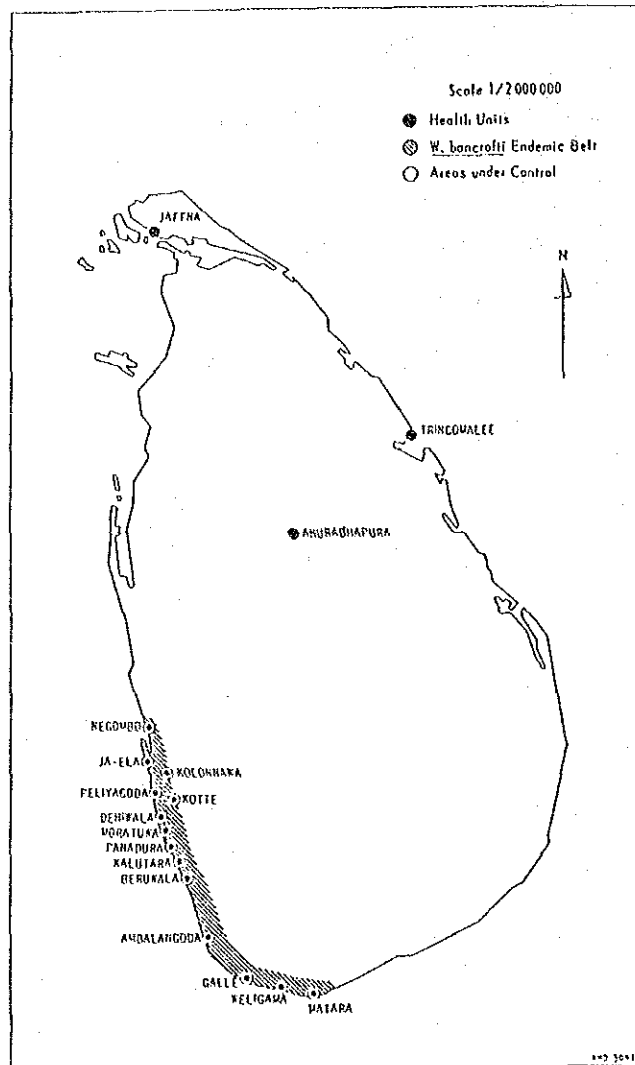 Scale 1/2000000
Health Units
W. bancrofti Endemic Belt
Areas under Control
JAFFNA
N
TRINCOMALEE
ANURADHAPURA
NEGOMBO
JA-ELA
KOLONNAWA
PELIYAGODA
KOTTE
DEHIWALA
MORATUWA
PANADURA
KALUTARA
BERUWALA
AMBALANGODA
GALLE
WELIGAMA
MATARA